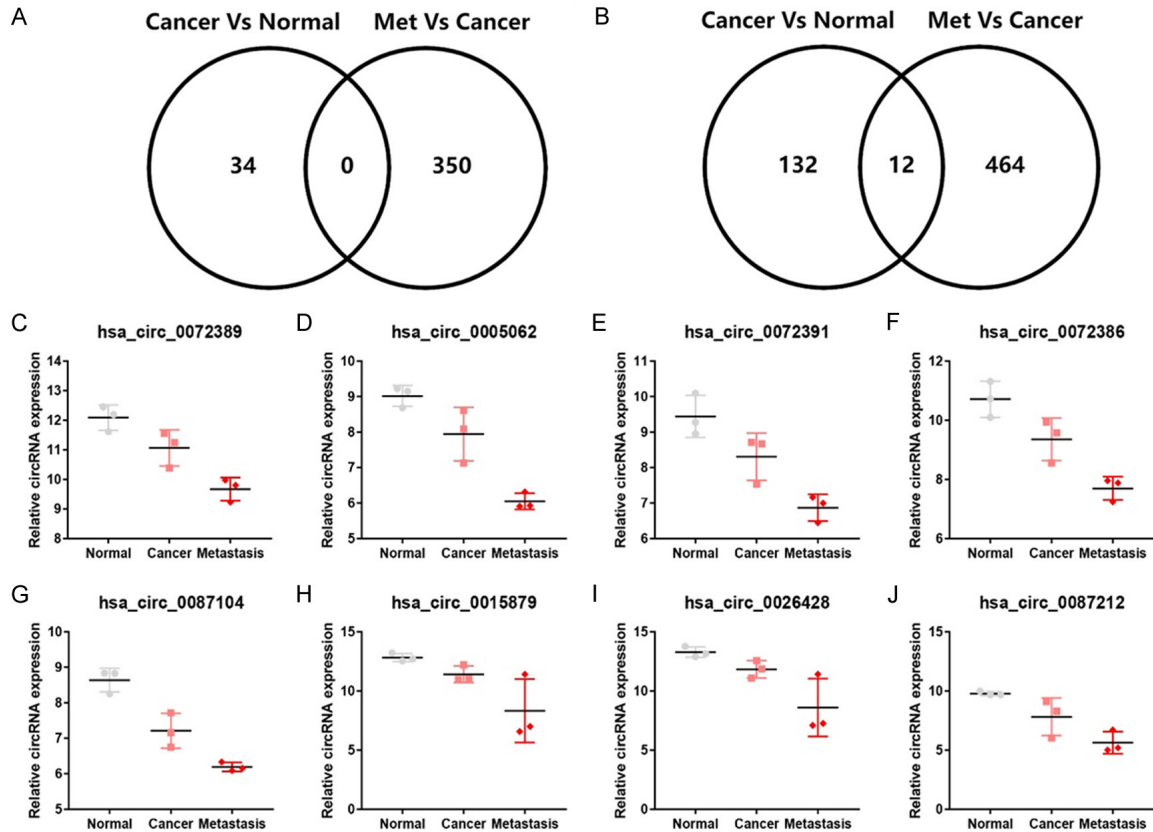 A
B
Cancer Vs Normal Met Vs Cancer
Cancer Vs Normal Met Vs Cancer
34 0 350
132 12 464
C
hsa_circ_0072389
Relative circRNA expression
14
13
12
11
10
9
8
Normal Cancer Metastasis
D
hsa_circ_0005062
Relative circRNA expression
10
9
8
7
6
5
Normal Cancer Metastasis
E
hsa_circ_0072391
Relative circRNA expression
11
10
9
8
7
6
Normal Cancer Metastasis
F
hsa_circ_0072386
Relative circRNA expression
12
10
8
6
Normal Cancer Metastasis
G
hsa_circ_0087104
Relative circRNA expression
10
9
8
7
6
5
Normal Cancer Metastasis
H
hsa_circ_0015879
Relative circRNA expression
15
10
5
0
Normal Cancer Metastasis
I
hsa_circ_0026428
Relative circRNA expression
15
10
5
0
Normal Cancer Metastasis
J
hsa_circ_0087212
Relative circRNA expression
15
10
5
0
Normal Cancer Metastasis